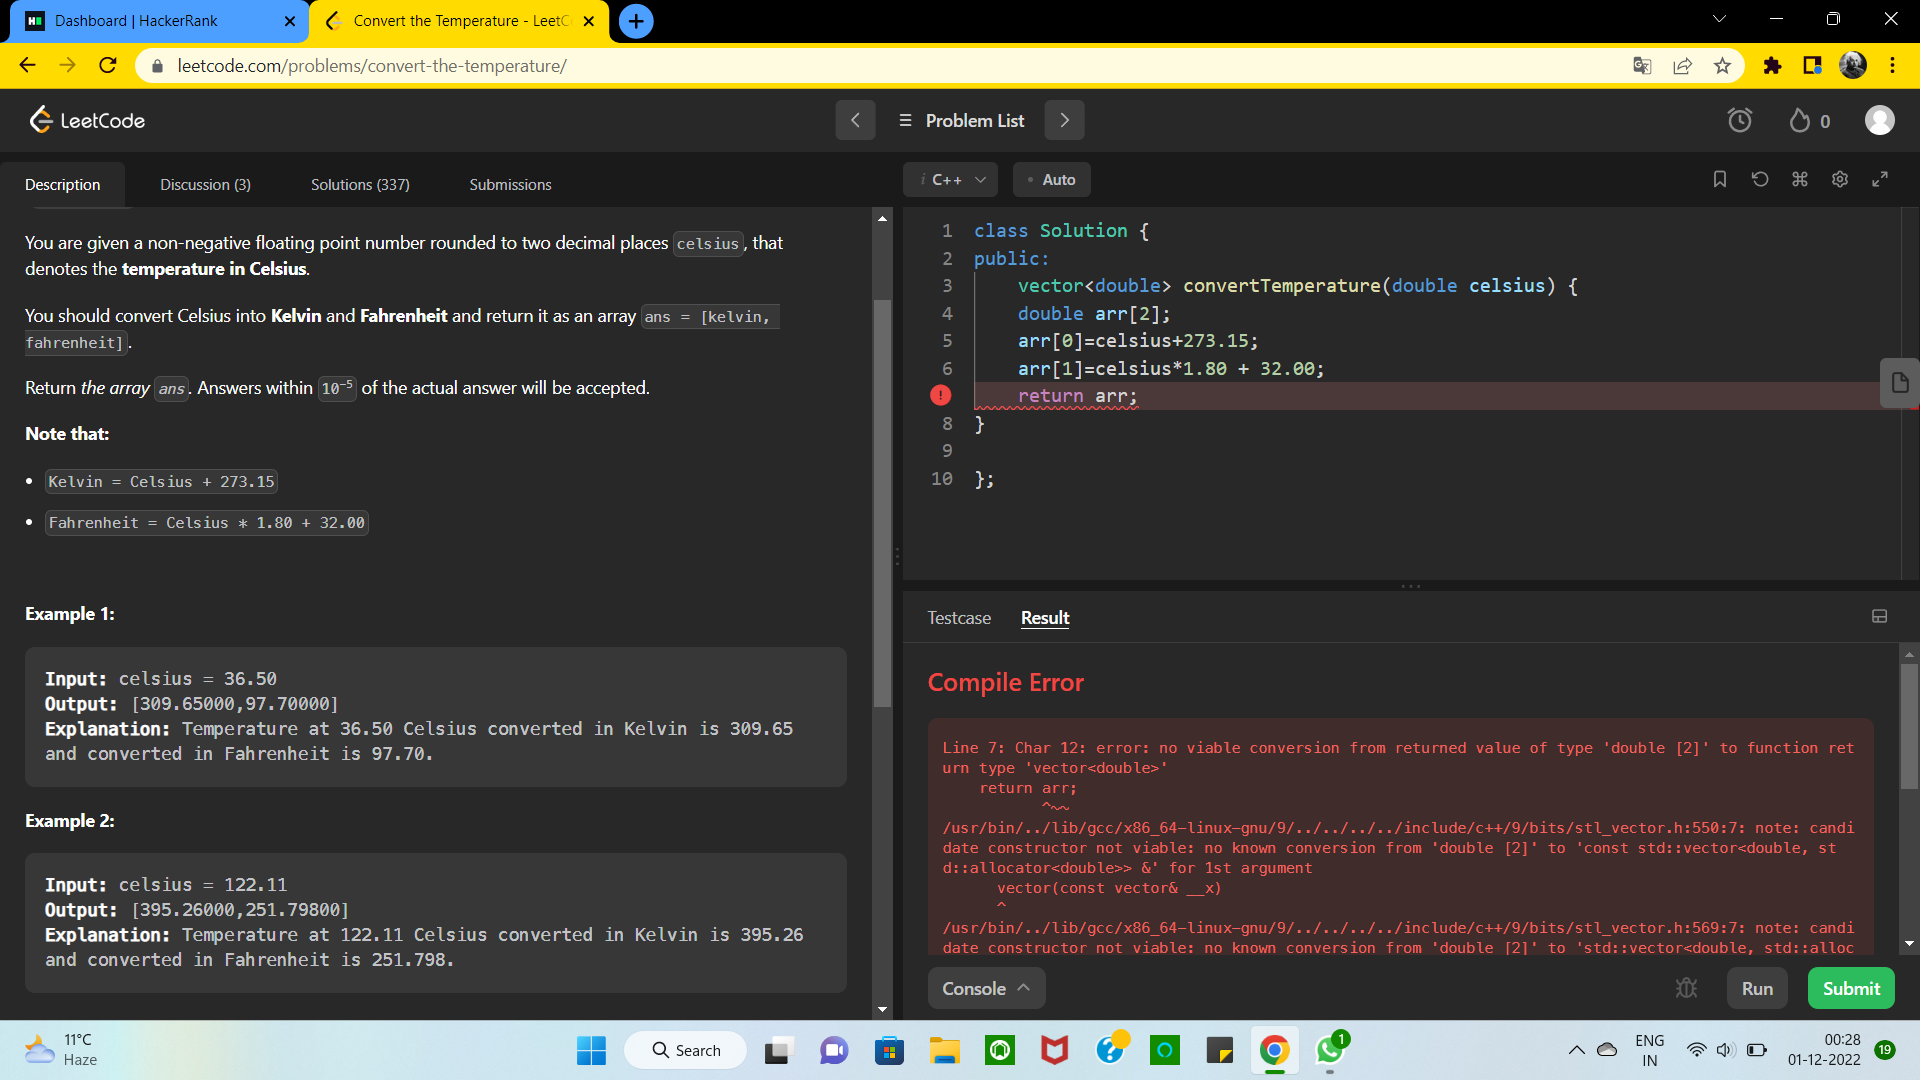 Dashboard | HackerRank
Convert the Temperature - LeetC
leetcode.com/problems/convert-the-temperature/
LeetCode
Problem List
0
Description
Discussion (3)
Solutions (337)
Submissions
You are given a non-negative floating point number rounded to two decimal places celsius, that
denotes the temperature in Celsius.
You should convert Celsius into Kelvin and Fahrenheit and return it as an array ans = [kelvin,
fahrenheit].
Return the array ans. Answers within 10⁻⁵ of the actual answer will be accepted.
Note that:
• Kelvin = Celsius + 273.15
• Fahrenheit = Celsius * 1.80 + 32.00
Example 1:
Input: celsius = 36.50
Output: [309.65000,97.70000]
Explanation: Temperature at 36.50 Celsius converted in Kelvin is 309.65
and converted in Fahrenheit is 97.70.
Example 2:
Input: celsius = 122.11
Output: [395.26000,251.79800]
Explanation: Temperature at 122.11 Celsius converted in Kelvin is 395.26
and converted in Fahrenheit is 251.798.
i C++
• Auto
1 class Solution {
2 public:
3 vector<double> convertTemperature(double celsius) {
4 double arr[2];
5 arr[0]=celsius+273.15;
6 arr[1]=celsius*1.80 + 32.00;
return arr;
8 }
9
10 };
Testcase
Result
Compile Error
Line 7: Char 12: error: no viable conversion from returned value of type 'double [2]' to function ret
urn type 'vector<double>'
return arr;
^~~
/usr/bin/../lib/gcc/x86_64-linux-gnu/9/../../../../include/c++/9/bits/stl_vector.h:550:7: note: candi
date constructor not viable: no known conversion from 'double [2]' to 'const std::vector<double, st
d::allocator<double>> &' for 1st argument
vector(const vector& __x)
^
/usr/bin/../lib/gcc/x86_64-linux-gnu/9/../../../../include/c++/9/bits/stl_vector.h:569:7: note: candi
date constructor not viable: no known conversion from 'double [2]' to 'std::vector<double, std::alloc
Console
Run
Submit
11°C
Haze
Search
1
ENG
IN
00:28
01-12-2022
19